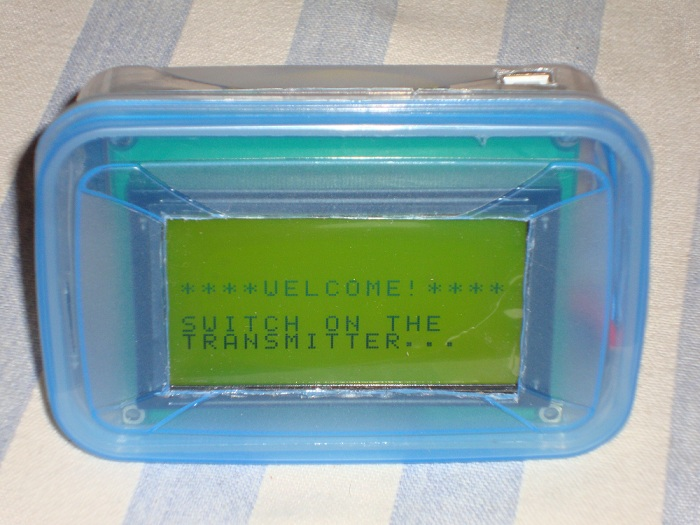 ****WELCOME!****
SWITCH ON THE
TRANSMITTER...